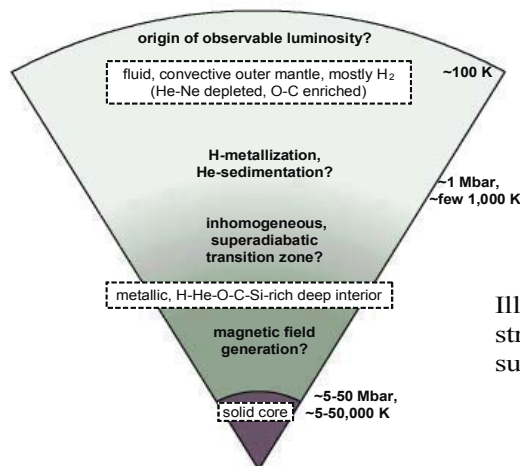 origin of observable luminosity?
fluid, convective outer mantle, mostly H₂
(He-Ne depleted, O-C enriched)
~100 K
H-metallization,
He-sedimentation?
~1 Mbar,
~few 1,000 K
inhomogeneous,
superadiabatic
transition zone?
metallic, H-He-O-C-Si-rich deep interior
magnetic field
generation?
~5-50 Mbar,
~5-50,000 K
solid core
Ill
str
su